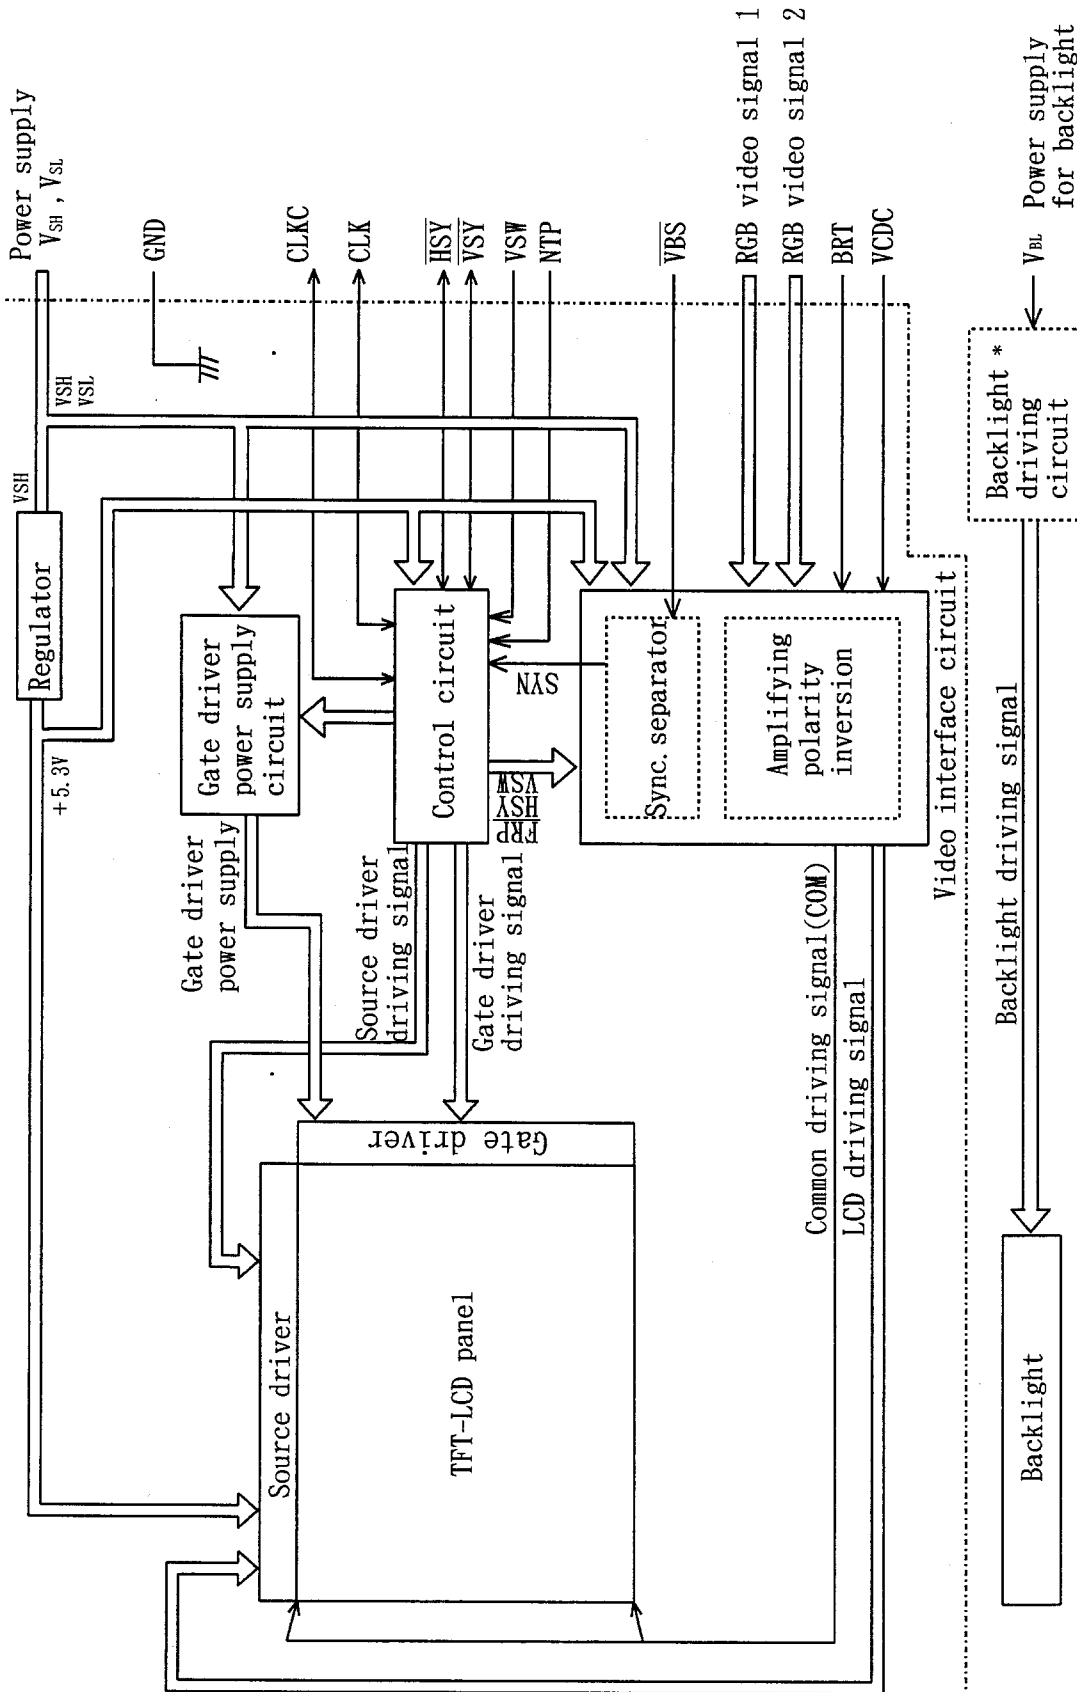 Power supply
VSH , VSL
GND
CLKC
CLK
HSY
VSY
VSW
NTP
VBS
RGB video signal 1
RGB video signal 2
BRT
VCDC
VBL
Power supply
for backlight
VSH
VSL
VSH
Regulator
+5.3V
Gate driver
power supply
circuit
Control circuit
SYN
FRP
HSY
VSW
Sync. separator
Amplifying
polarity
inversion
Video interface circuit
Backlight *
driving
circuit
Gate driver
power supply
Source driver
driving signal
Gate driver
driving signal
Common driving signal(COM)
LCD driving signal
Backlight driving signal
Gate driver
Source driver
TFT-LCD panel
Backlight